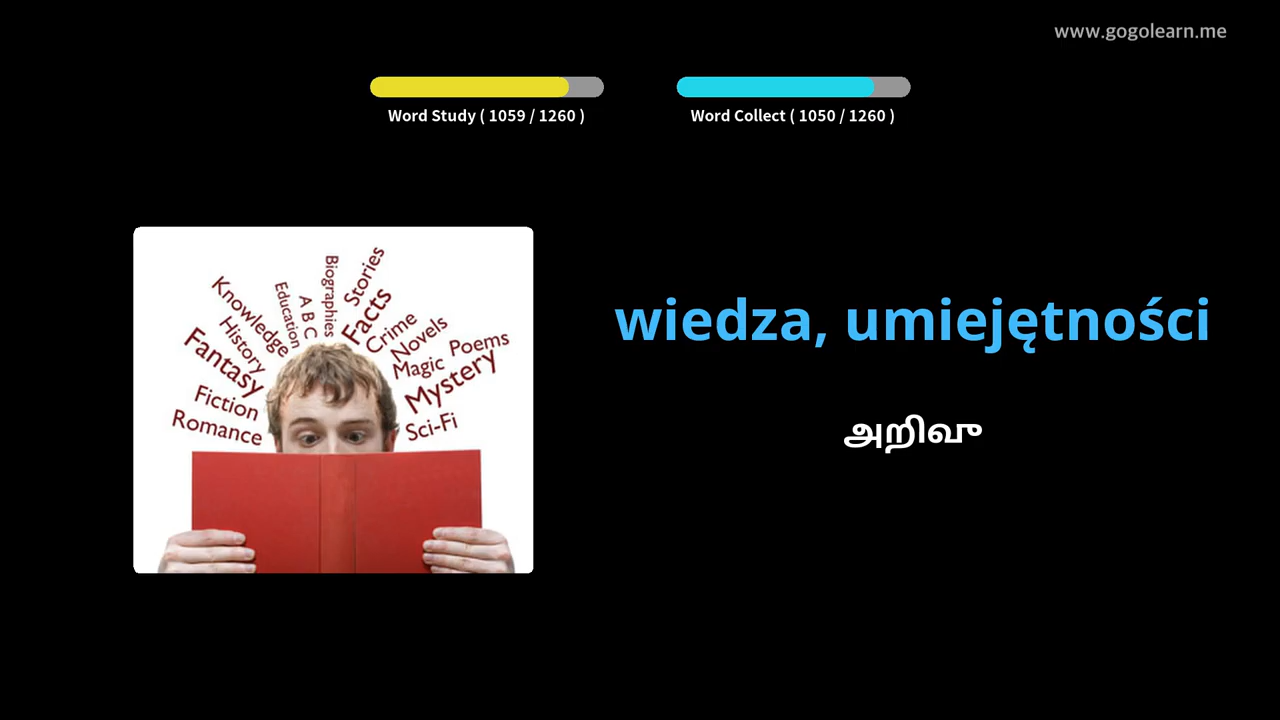 www.gogolearn.me
Word Study ( 1059 / 1260 )
Word Collect ( 1050 / 1260 )
wiedza, umiejętności
அறிவு
Biographies
Stories
Education
A B C
Facts
Knowledge
History
Crime
Novels
Fantasy
Magic
Poems
Mystery
Fiction
Romance
Sci-Fi